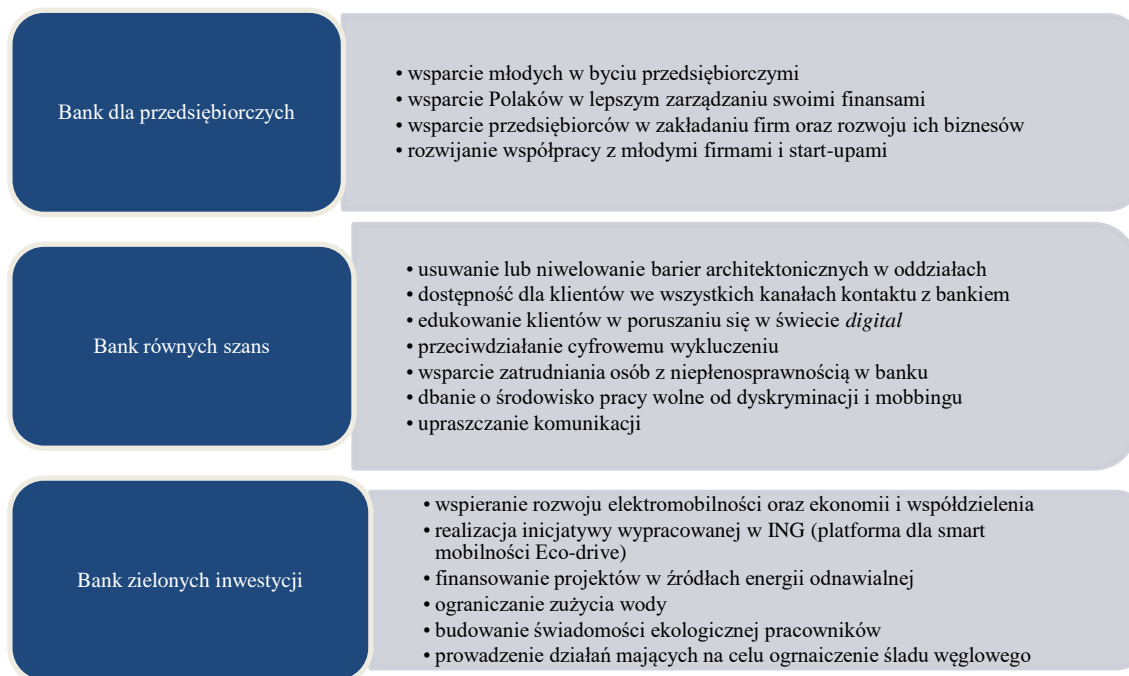 Bank dla przedsiębiorczych
• wsparcie młodych w byciu przedsiębiorczymi
• wsparcie Polaków w lepszym zarządzaniu swoimi finansami
• wsparcie przedsiębiorców w zakładaniu firm oraz rozwoju ich biznesów
• rozwijanie współpracy z młodymi firmami i start-upami
Bank równych szans
• usuwanie lub niwelowanie barier architektonicznych w oddziałach
• dostępność dla klientów we wszystkich kanałach kontaktu z bankiem
• edukowanie klientów w poruszaniu się w świecie digital
• przeciwdziałanie cyfrowemu wykluczeniu
• wsparcie zatrudniania osób z niepłenosprawnością w banku
• dbanie o środowisko pracy wolne od dyskryminacji i mobbingu
• upraszczanie komunikacji
Bank zielonych inwestycji
• wspieranie rozwoju elektromobilności oraz ekonomii i współdzielenia
• realizacja inicjatywy wypracowanej w ING (platforma dla smart
mobilności Eco-drive)
• finansowanie projektów w źródłach energii odnawialnej
• ograniczanie zużycia wody
• budowanie świadomości ekologicznej pracowników
• prowadzenie działań mających na celu ogrnaiczenie śladu węglowego